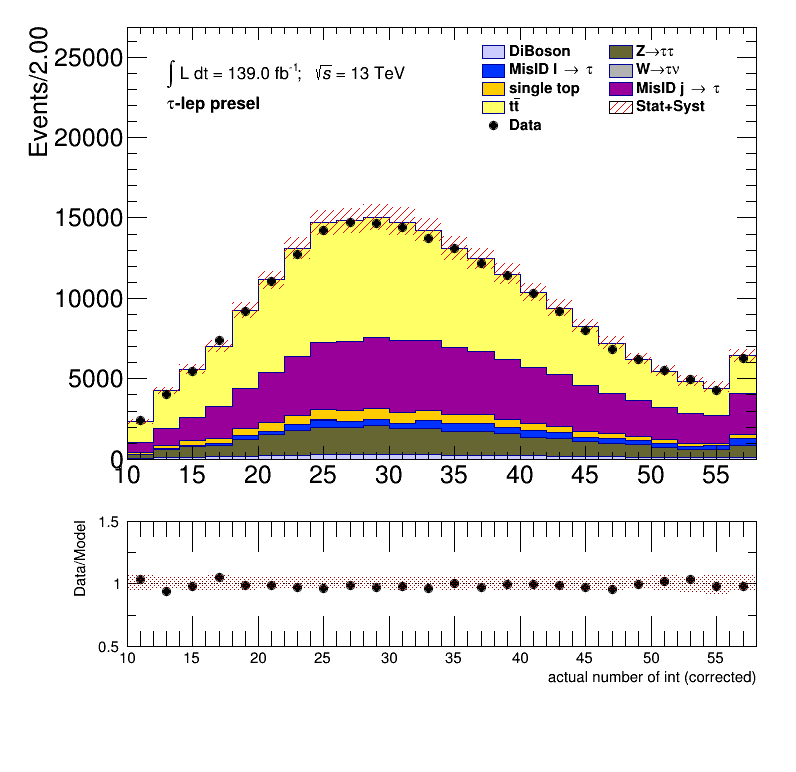 Events/2.00
25000
20000
15000
10000
5000
0
∫ L dt = 139.0 fb⁻¹; √s = 13 TeV
τ-lep presel
DiBoson
MisID l → τ
single top
tt̄
Data
Z→ττ
W→τν
MisID j → τ
Stat+Syst
10 15 20 25 30 35 40 45 50 55
Data/Model
1.5
1
0.5
10 15 20 25 30 35 40 45 50 55
actual number of int (corrected)